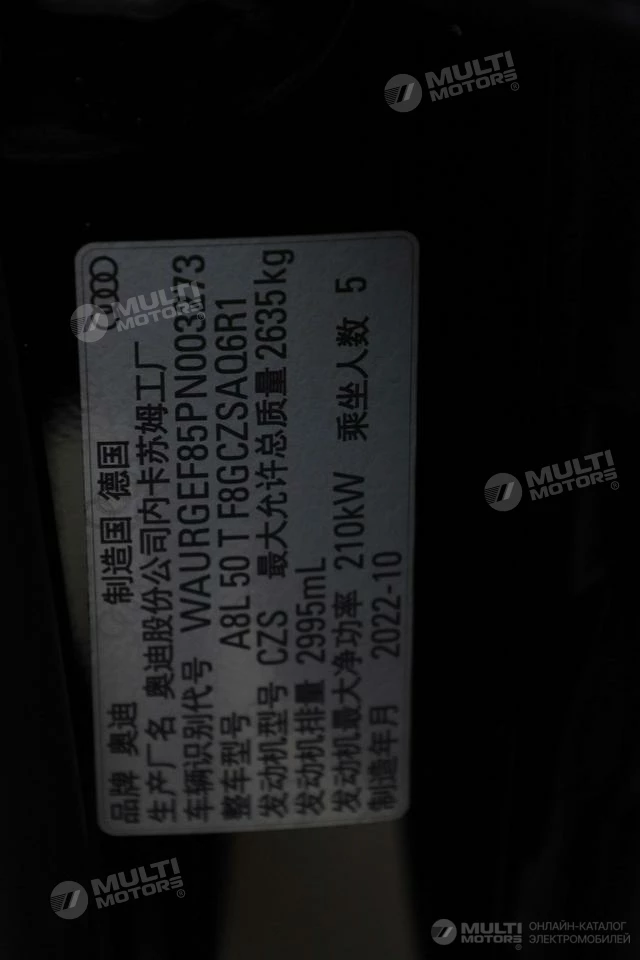 品牌 奥迪 制造国 德国
生产厂名 奥迪股份公司内卡苏姆工厂
车辆识别代号 WAURGEF85PN003273
整车型号 A8L 50 T F8GCZSAQ6R1
发动机型号 CZS 最大允许总质量 2635kg
发动机排量 2995mL
发动机最大净功率 210kW 乘坐人数 5
制造年月 2022-10
MULTI
MOTORS®
MULTI
MOTORS®
MULTI
MOTORS®
MULTI
MOTORS®
MULTI
MOTORS®
ОНЛАЙН-КАТАЛОГ
ЭЛЕКТРОМОБИЛЕЙ